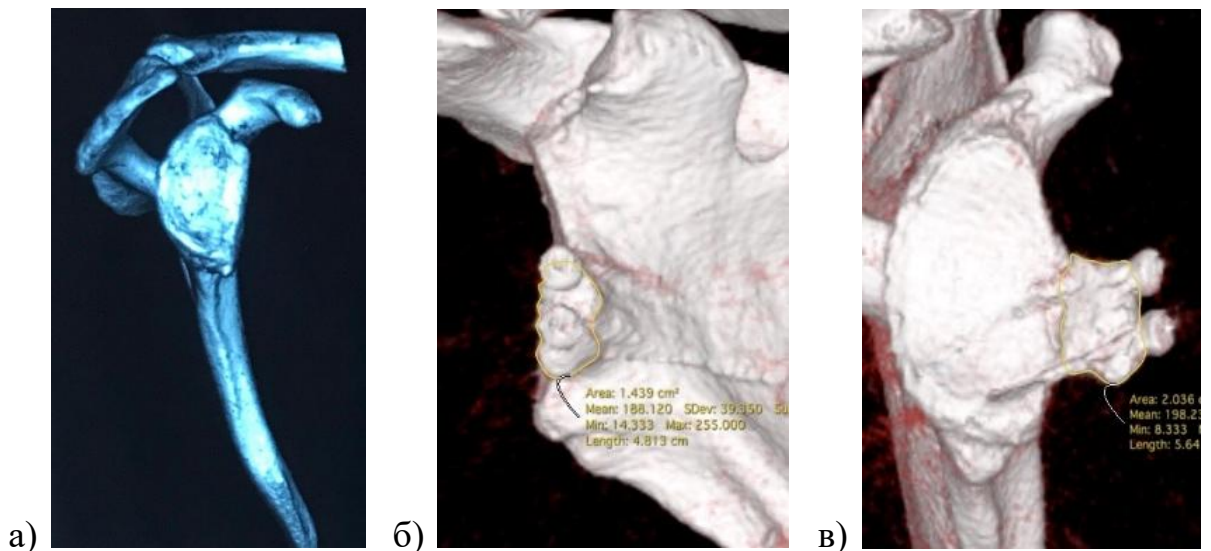 а)
б)
в)
Area: 1.439 cm²
Mean: 188.120 SDev: 39.350 Su
Min: 14.333 Max: 255.000
Length: 4.813 cm
Area: 2.036
Mean: 198.23
Min: 8.333
Length: 5.64